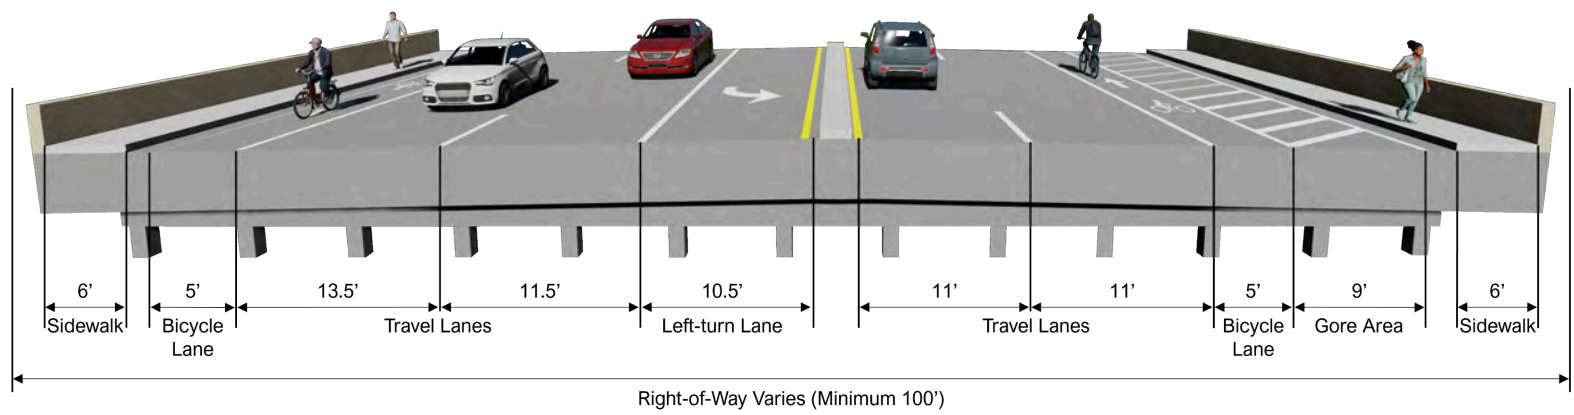 6’ 5’ 13.5’ 11.5’ 10.5’ 11’ 11’ 5’ 9’ 6’
Sidewalk Bicycle Travel Lanes Left-turn Lane Travel Lanes Bicycle Gore Area Sidewalk
Lane Lane
Right-of-Way Varies (Minimum 100’)